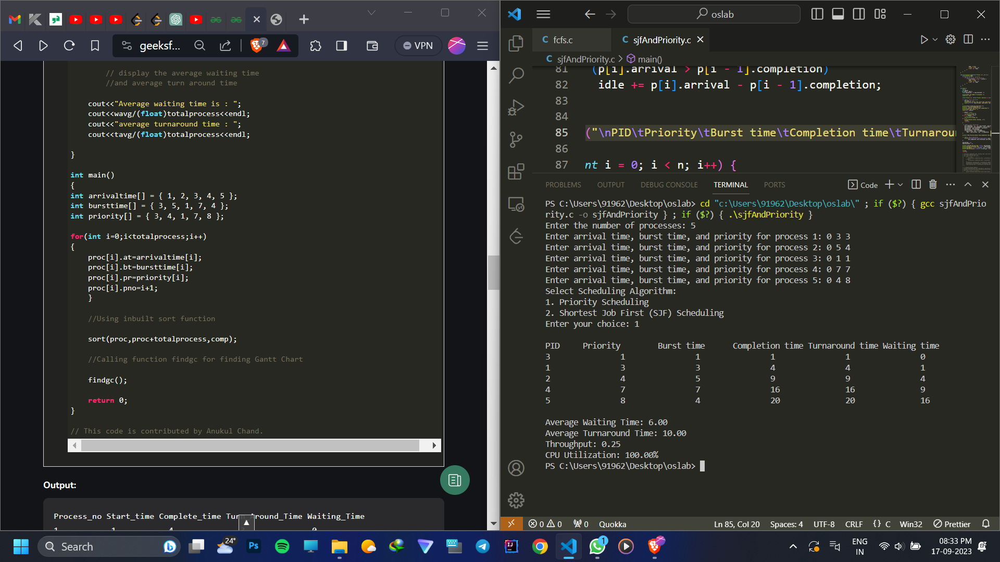 geeksf...
7
VPN
// display the average waiting time
//and average turn around time
cout<<"Average waiting time is : ";
cout<<wavg/(float)totalprocess<<endl;
cout<<"average turnaround time : ";
cout<<tavg/(float)totalprocess<<endl;
}
int main()
{
int arrivaltime[] = { 1, 2, 3, 4, 5 };
int bursttime[] = { 3, 5, 1, 7, 4 };
int priority[] = { 3, 4, 1, 7, 8 };
for(int i=0;i<totalprocess;i++)
{
proc[i].at=arrivaltime[i];
proc[i].bt=bursttime[i];
proc[i].pr=priority[i];
proc[i].pno=i+1;
}
//Using inbuilt sort function
sort(proc,proc+totalprocess,comp);
//Calling function findgc for finding Gantt Chart
findgc();
return 0;
}
// This code is contributed by Anukul Chand.
Output:
Process_no Start_time Complete_time Turn_Around_Time Waiting_Time
oslab
C fcfs.c
C sjfAndPriority.c
C sjfAndPriority.c > main()
81 (p[i].arrival > p[i - 1].completion)
82 idle += p[i].arrival - p[i - 1].completion;
83
84
85 ("\nPID\tPriority\tBurst time\tCompletion time\tTurnarou
86
87 nt i = 0; i < n; i++) {
PROBLEMS OUTPUT DEBUG CONSOLE TERMINAL PORTS
Code
PS C:\Users\91962\Desktop\oslab> cd "c:\Users\91962\Desktop\oslab\" ; if ($?) { gcc sjfAndPrio
rity.c -o sjfAndPriority } ; if ($?) { .\sjfAndPriority }
Enter the number of processes: 5
Enter arrival time, burst time, and priority for process 1: 0 3 3
Enter arrival time, burst time, and priority for process 2: 0 5 4
Enter arrival time, burst time, and priority for process 3: 0 1 1
Enter arrival time, burst time, and priority for process 4: 0 7 7
Enter arrival time, burst time, and priority for process 5: 0 4 8
Select Scheduling Algorithm:
1. Priority Scheduling
2. Shortest Job First (SJF) Scheduling
Enter your choice: 1
PID Priority Burst time Completion time Turnaround time Waiting time
3 1 1 1 1 0
1 3 3 4 4 1
2 4 5 9 9 4
4 7 7 16 16 9
5 8 4 20 20 16
Average Waiting Time: 6.00
Average Turnaround Time: 10.00
Throughput: 0.25
CPU Utilization: 100.00%
PS C:\Users\91962\Desktop\oslab>
0 0 0 Quokka Ln 85, Col 20 Spaces: 4 UTF-8 CRLF {} C Win32 Prettier
Search
24°
Ps
IJ
1
ENG
IN
08:33 PM
17-09-2023